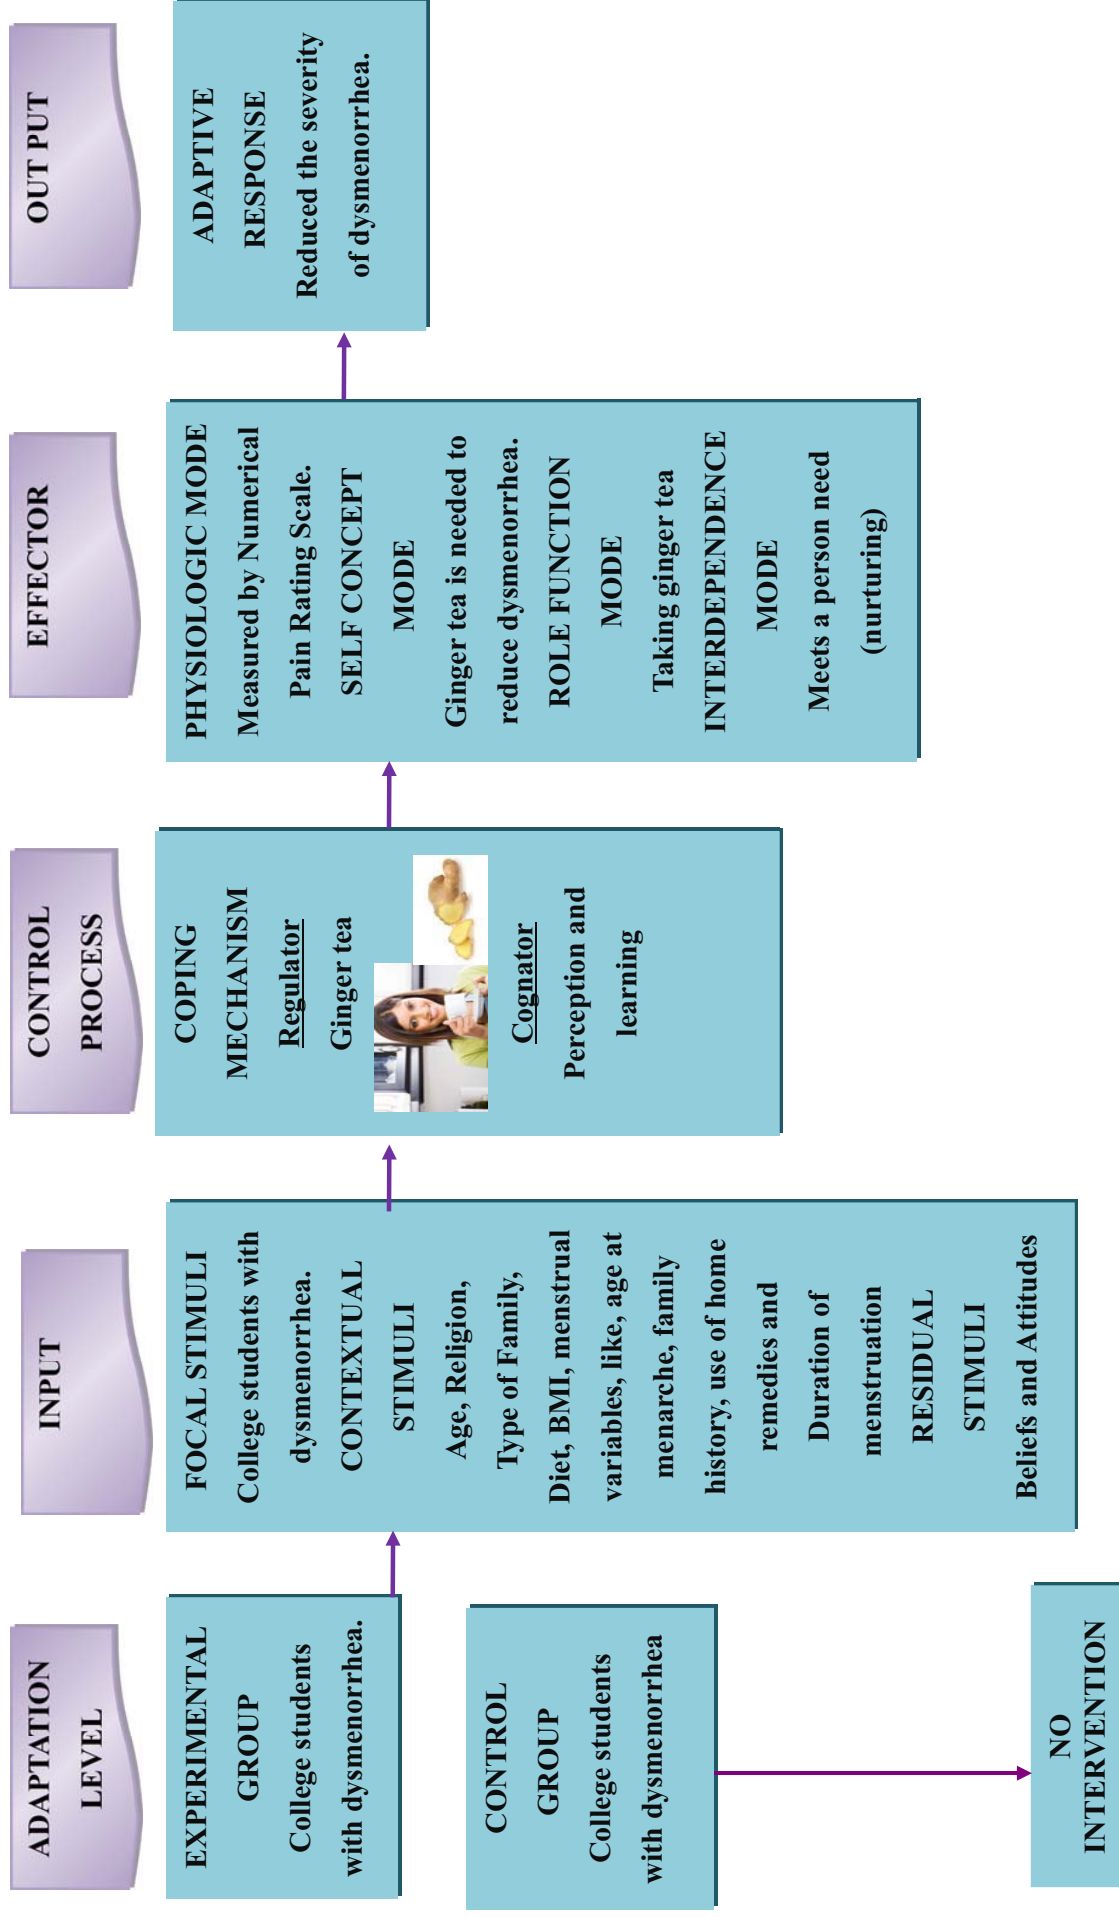 ADAPTATION
LEVEL
EXPERIMENTAL
GROUP
College students
with dysmenorrhea.
CONTROL
GROUP
College students
with dysmenorrhea
NO
INTERVENTION
INPUT
FOCAL STIMULI
College students with
dysmenorrhea.
CONTEXTUAL
STIMULI
Age, Religion,
Type of Family,
Diet, BMI, menstrual
variables, like, age at
menarche, family
history, use of home
remedies and
Duration of
menstruation
RESIDUAL
STIMULI
Beliefs and Attitudes
CONTROL
PROCESS
COPING
MECHANISM
Regulator
Ginger tea
Cognator
Perception and
learning
EFFECTOR
PHYSIOLOGIC MODE
Measured by Numerical
Pain Rating Scale.
SELF CONCEPT
MODE
Ginger tea is needed to
reduce dysmenorrhea.
ROLE FUNCTION
MODE
Taking ginger tea
INTERDEPENDENCE
MODE
Meets a person need
(nurturing)
OUT PUT
ADAPTIVE
RESPONSE
Reduced the severity
of dysmenorrhea.